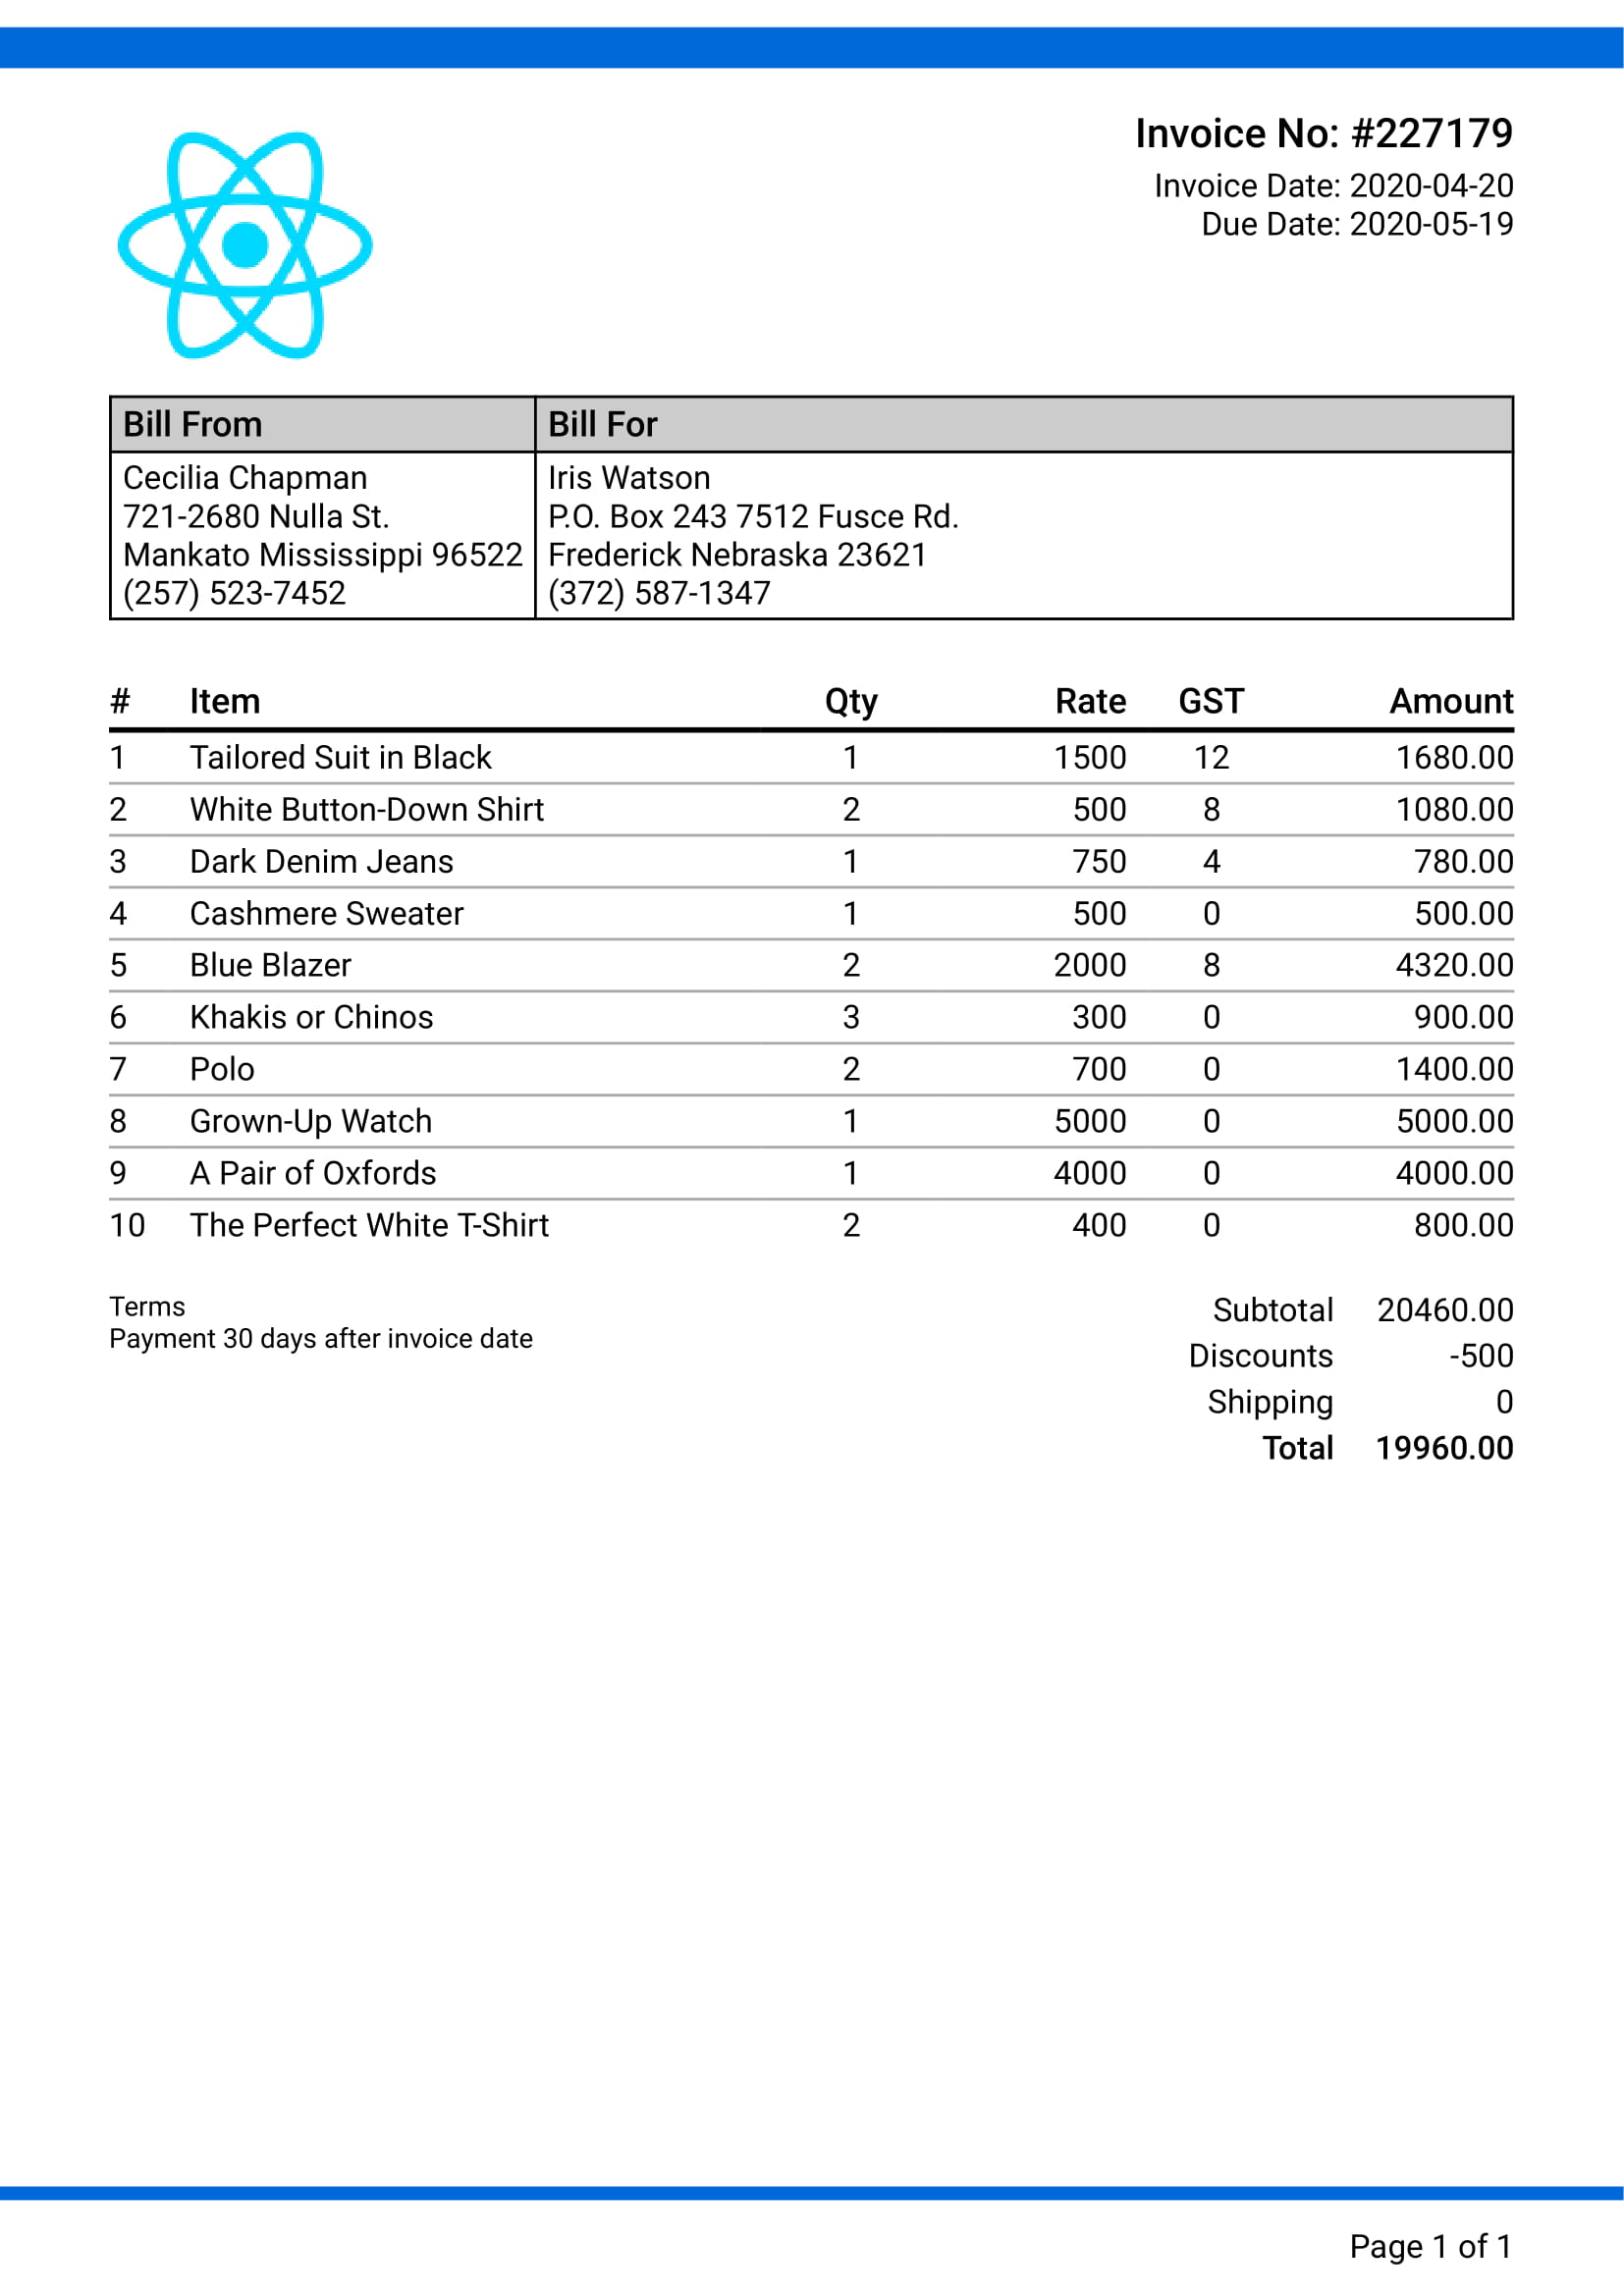 Invoice No: #227179
Invoice Date: 2020-04-20
Due Date: 2020-05-19
Bill From Bill For
Cecilia Chapman Iris Watson
721-2680 Nulla St. P.O. Box 243 7512 Fusce Rd.
Mankato Mississippi 96522 Frederick Nebraska 23621
(257) 523-7452 (372) 587-1347
# Item Qty Rate GST Amount
1 Tailored Suit in Black 1 1500 12 1680.00
2 White Button-Down Shirt 2 500 8 1080.00
3 Dark Denim Jeans 1 750 4 780.00
4 Cashmere Sweater 1 500 0 500.00
5 Blue Blazer 2 2000 8 4320.00
6 Khakis or Chinos 3 300 0 900.00
7 Polo 2 700 0 1400.00
8 Grown-Up Watch 1 5000 0 5000.00
9 A Pair of Oxfords 1 4000 0 4000.00
10 The Perfect White T-Shirt 2 400 0 800.00
Terms
Payment 30 days after invoice date
Subtotal 20460.00
Discounts -500
Shipping 0
Total 19960.00
Page 1 of 1